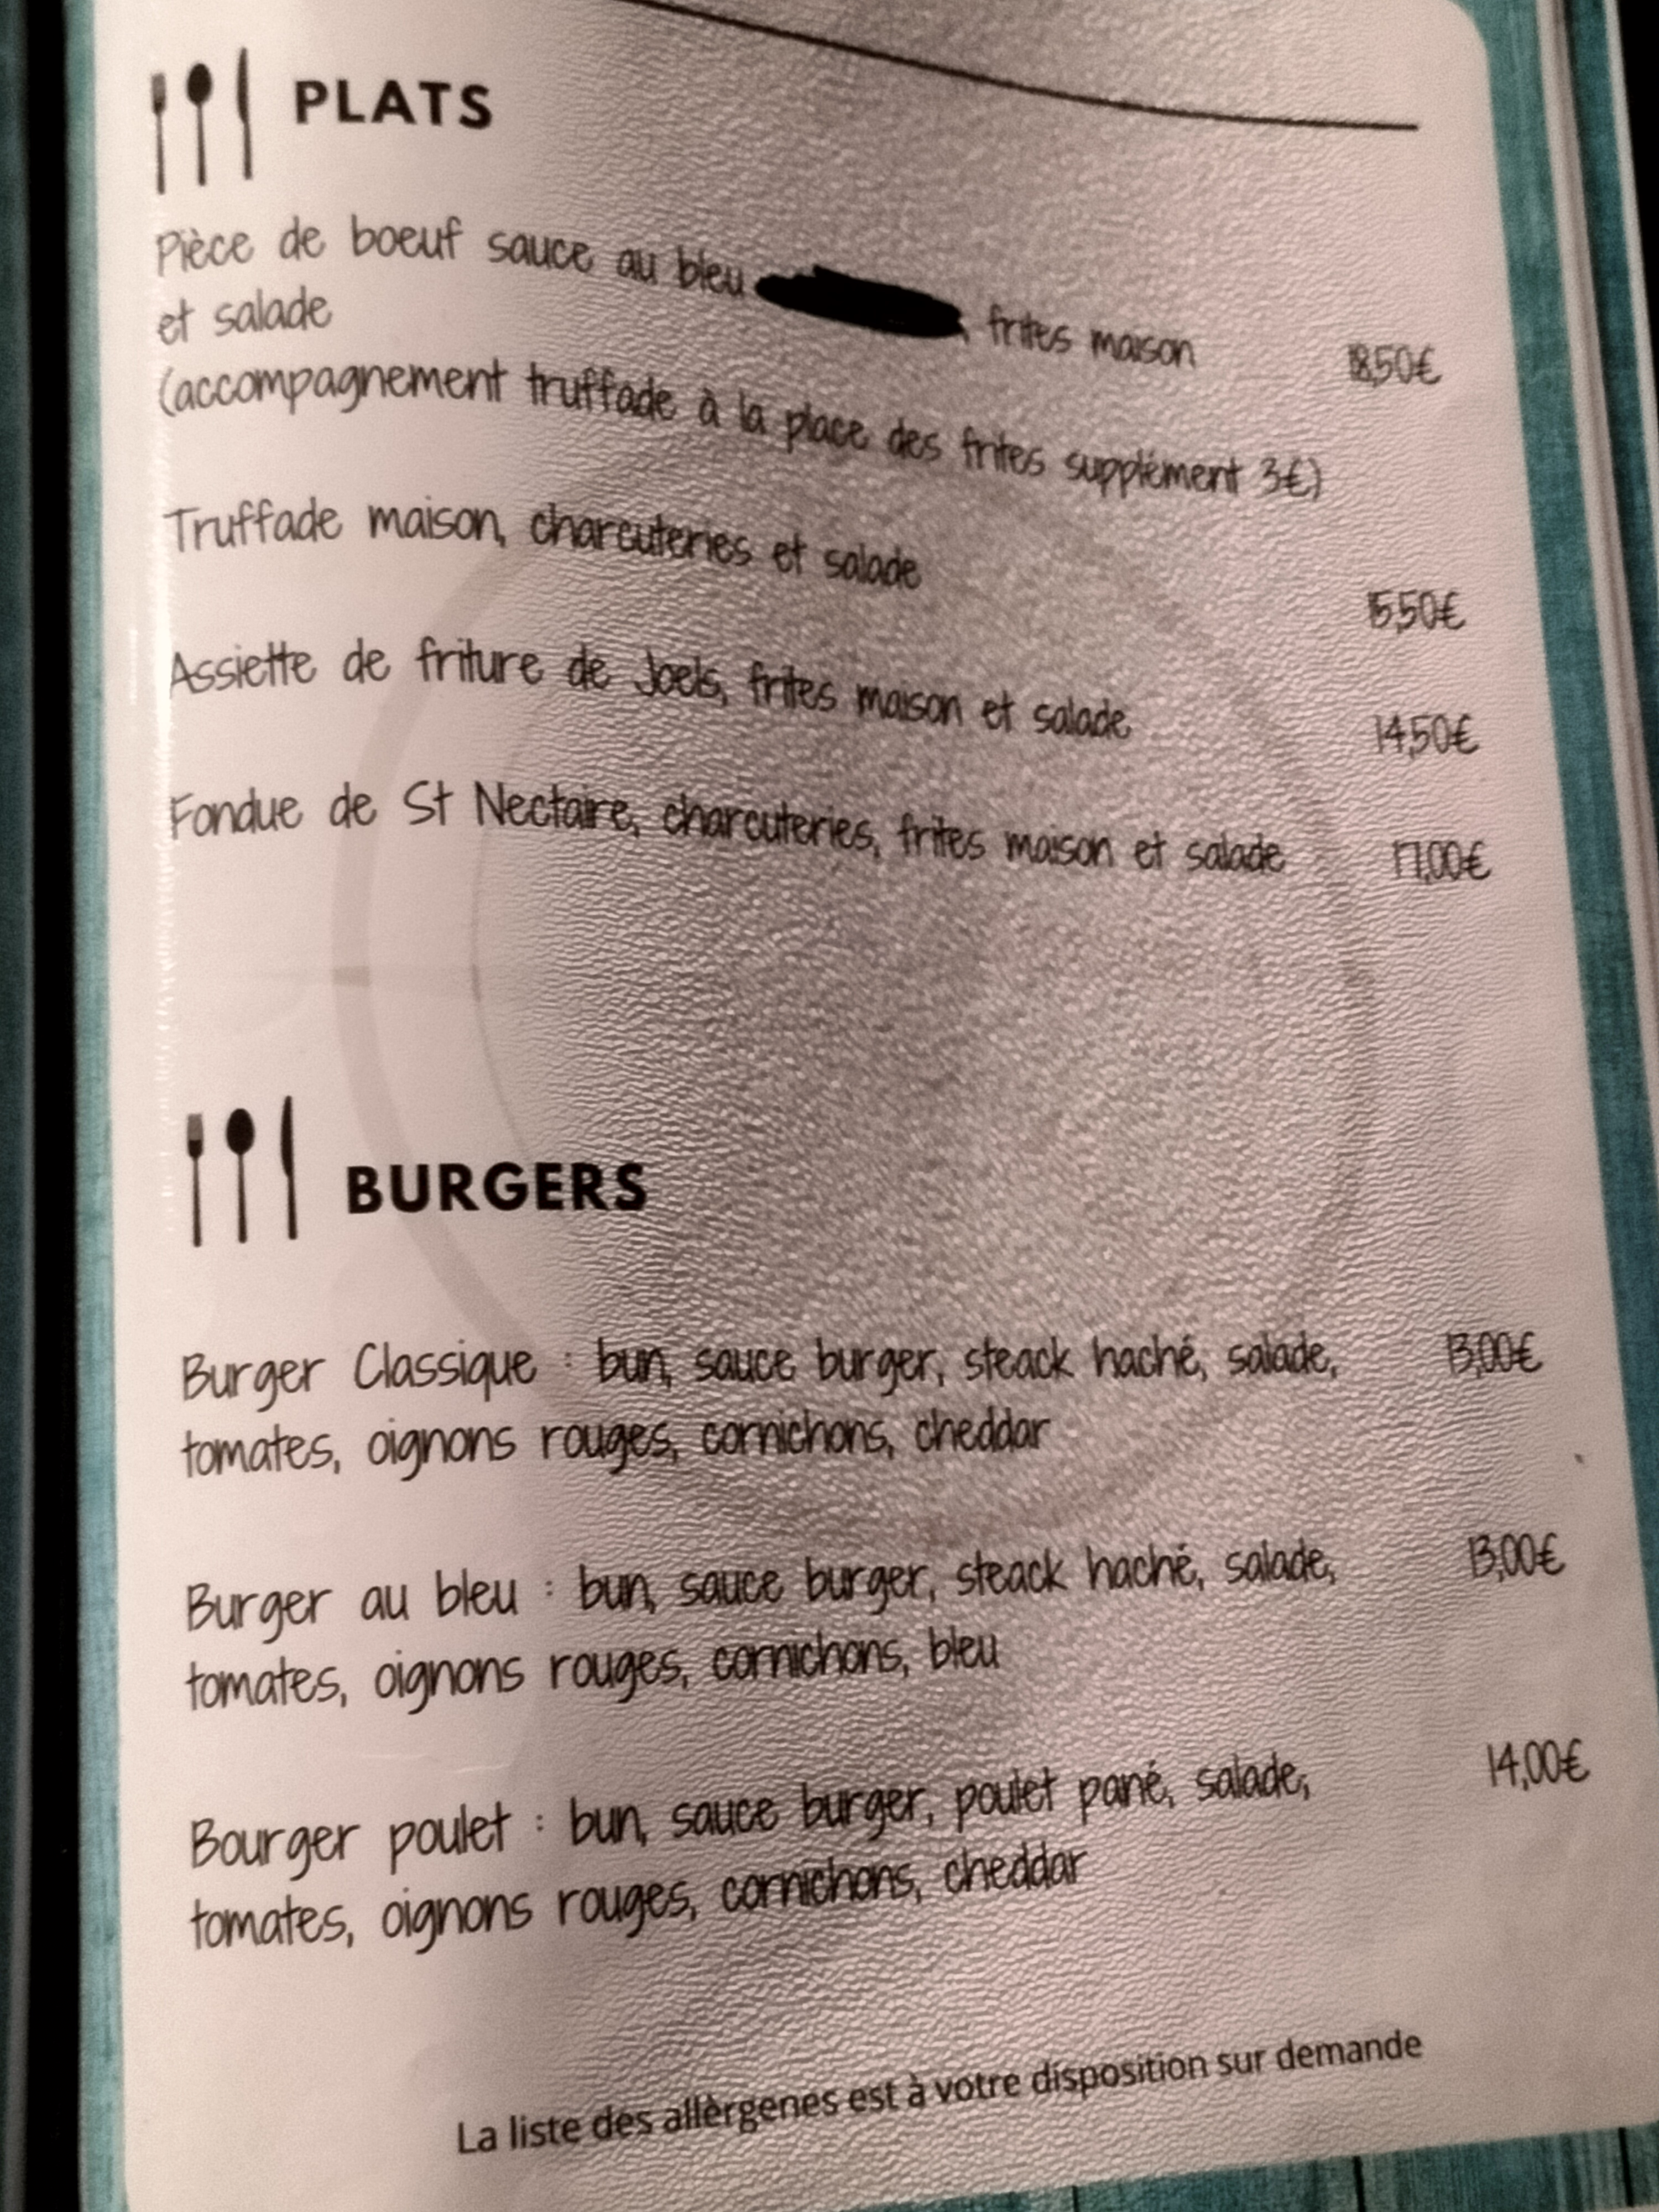 PLATS
Pièce de boeuf sauce au bleu , frites maison 18,50€
et salade
(accompagnement truffade à la place des frites supplément 3€)
Truffade maison, charcuteries et salade 15,50€
Assiette de friture de Joels, frites maison et salade 14,50€
Fondue de St Nectaire, charcuteries, frites maison et salade 17,00€
BURGERS
Burger Classique : bun, sauce burger, steack haché, salade, 13,00€
tomates, oignons rouges, cornichons, cheddar
Burger au bleu : bun, sauce burger, steack haché, salade, 13,00€
tomates, oignons rouges, cornichons, bleu
Bourger poulet : bun, sauce burger, poulet pané, salade, 14,00€
tomates, oignons rouges, cornichons, cheddar
La liste des allèrgenes est à votre disposition sur demande